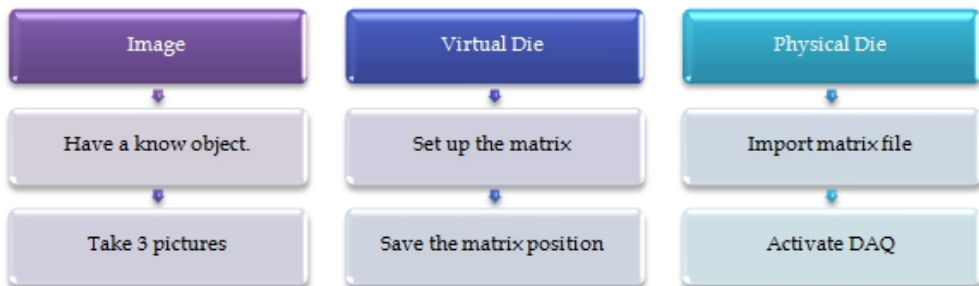 Image
Have a know object.
Take 3 pictures
Virtual Die
Set up the matrix
Save the matrix position
Physical Die
Import matrix file
Activate DAQ